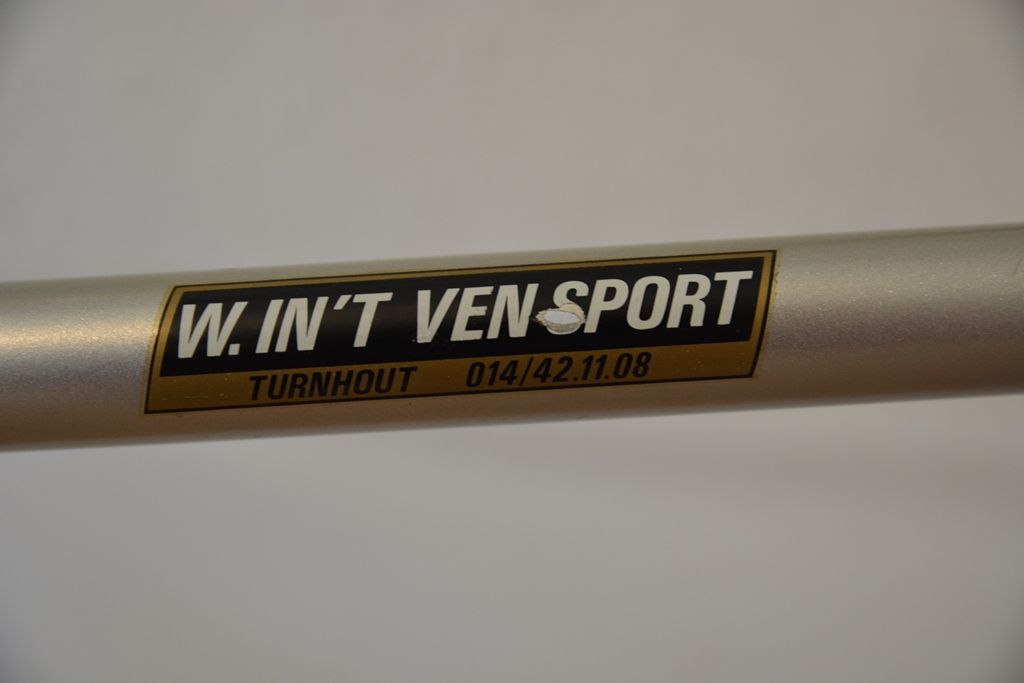 W. IN'T VEN SPORT
TURNHOUT 014/42.11.08